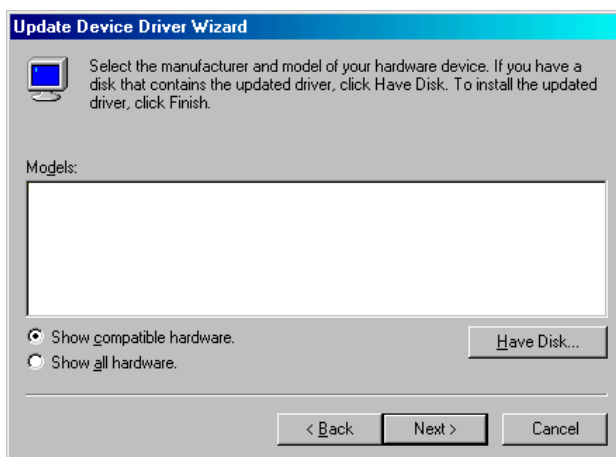 Update Device Driver Wizard
Select the manufacturer and model of your hardware device. If you have a
disk that contains the updated driver, click Have Disk. To install the updated
driver, click Finish.
Models:
Show compatible hardware.
Have Disk...
Show all hardware.
< Back
Next >
Cancel